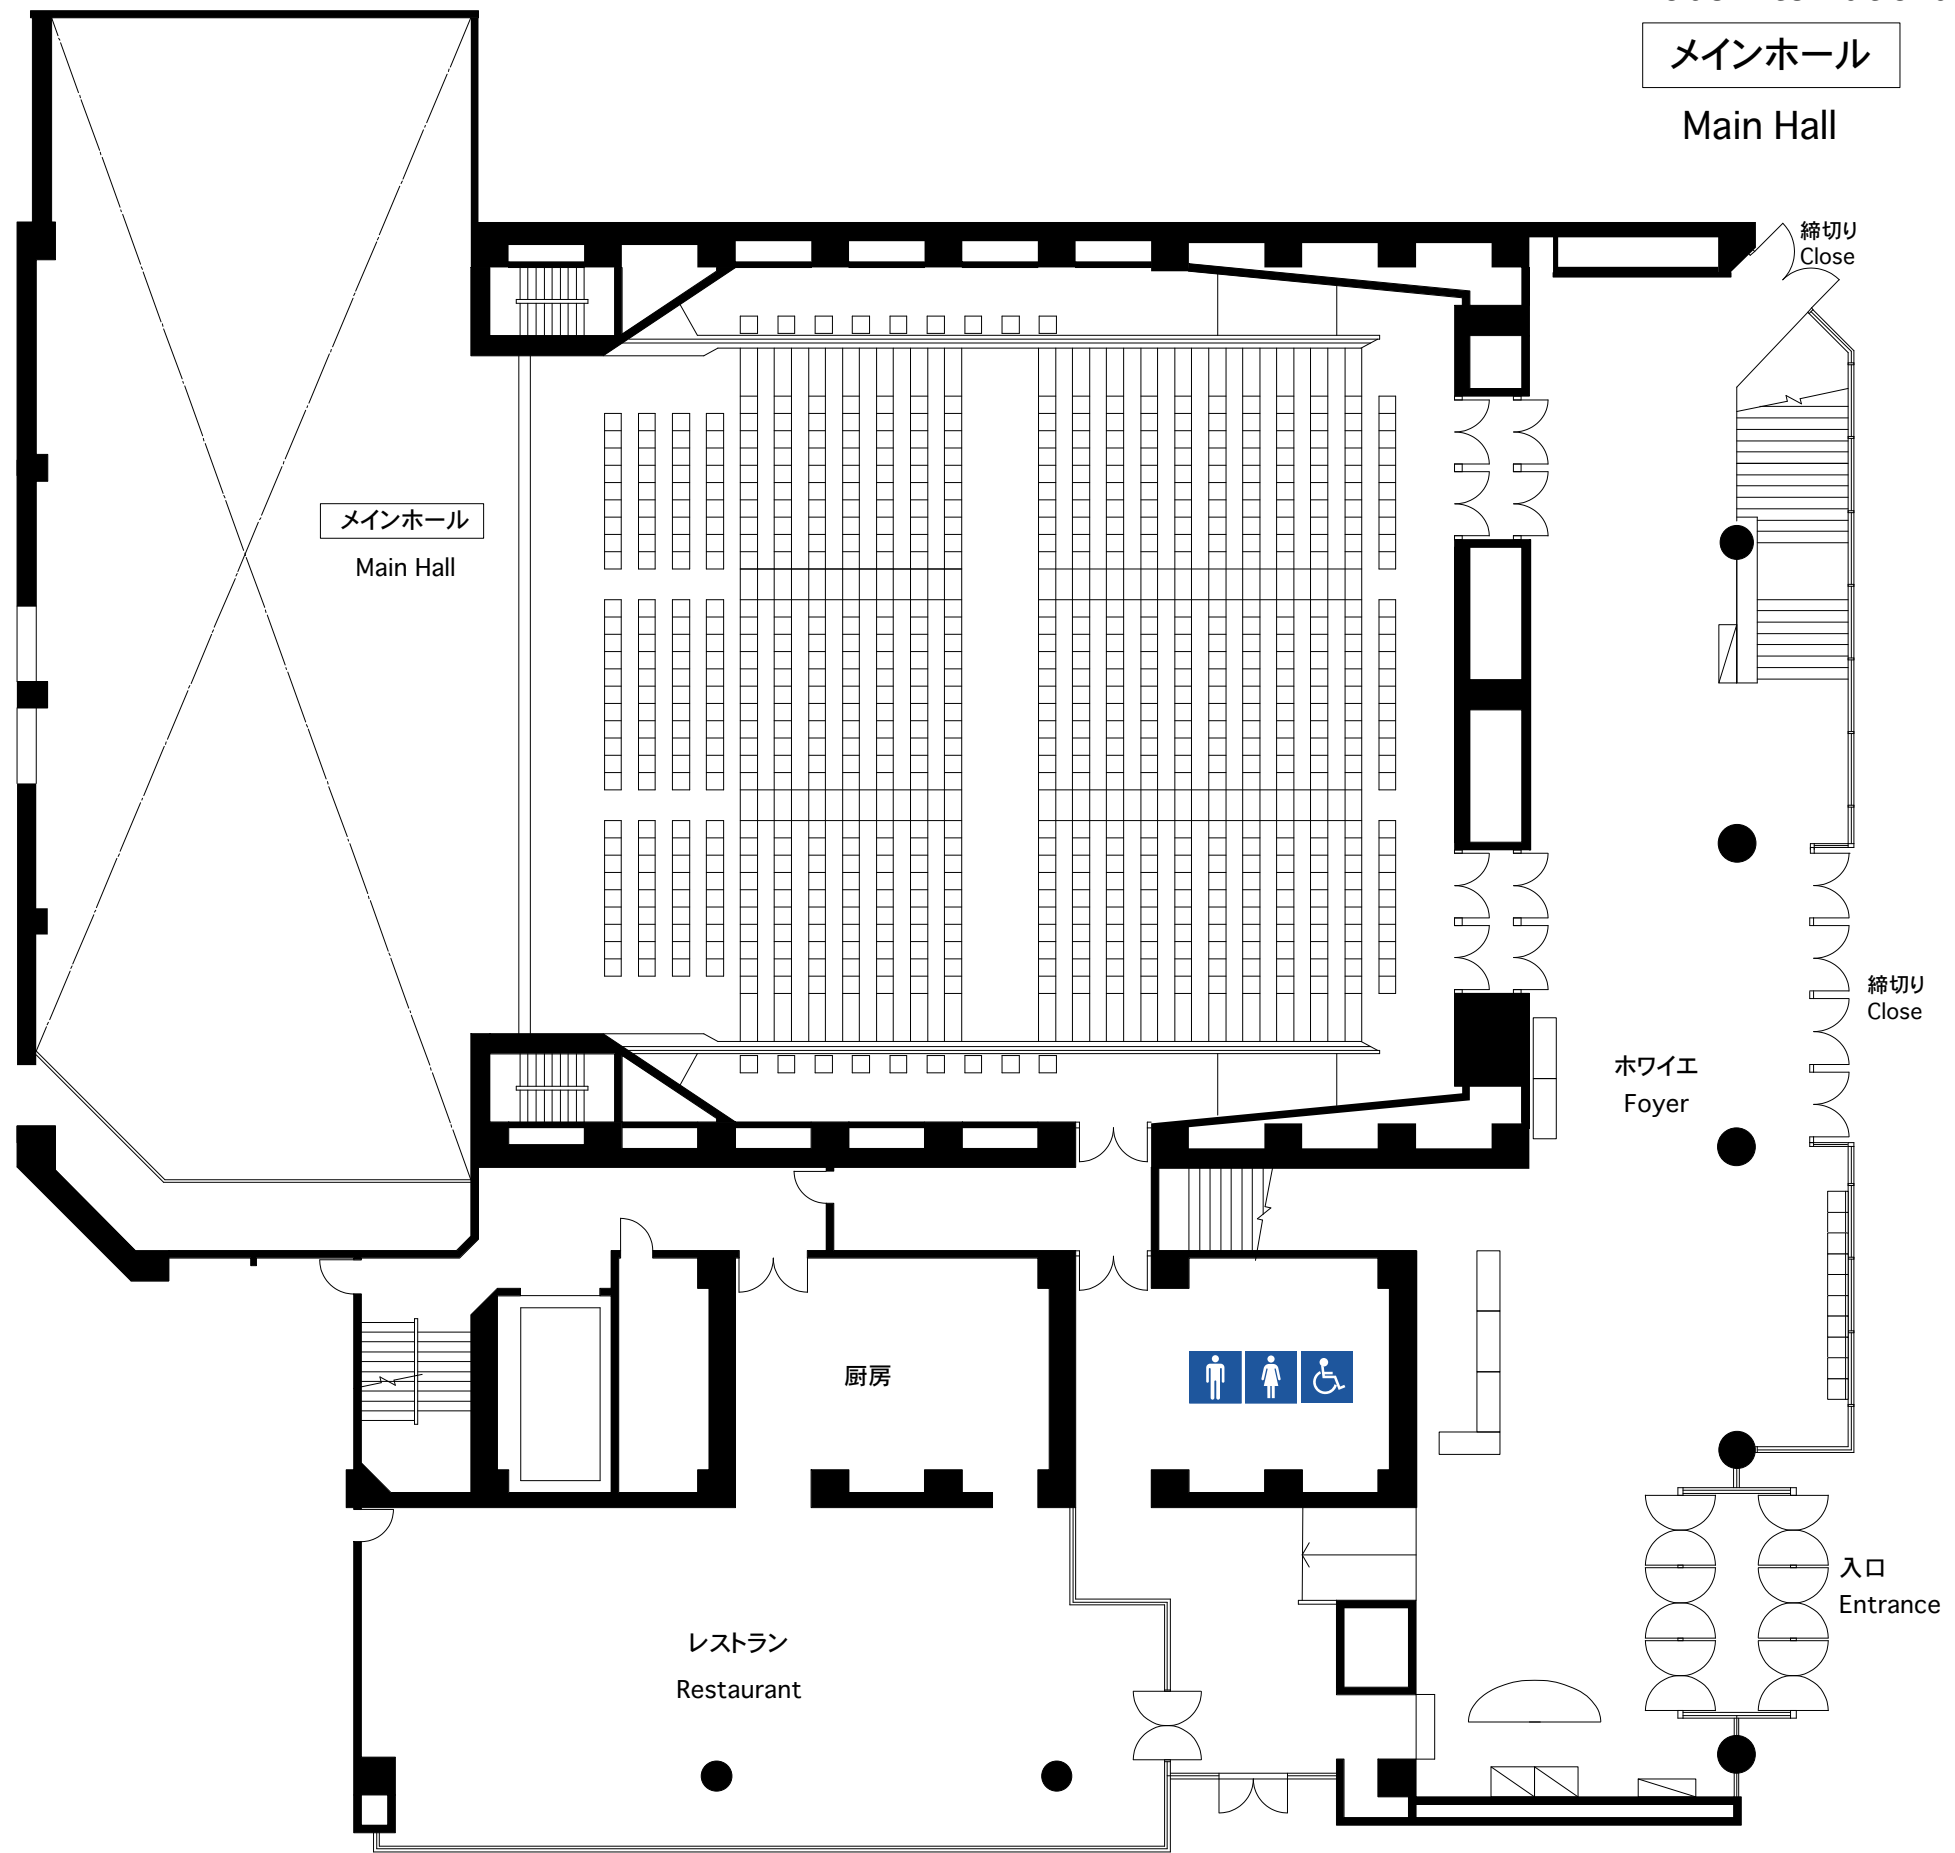 メインホール
Main Hall
締切り
Close
メインホール
Main Hall
締切り
Close
ホワイエ
Foyer
厨房
入口
Entrance
レストラン
Restaurant